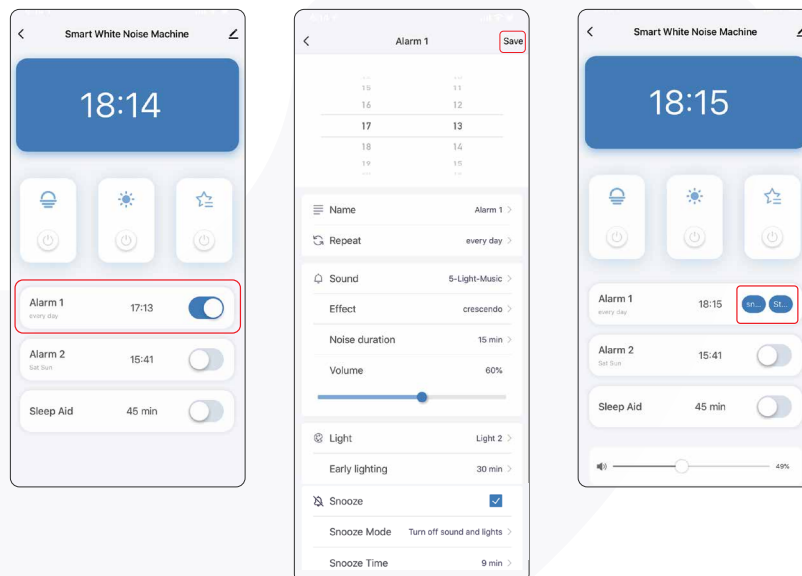 Smart White Noise Machine
18:14
Alarm 1
every day
17:13
Alarm 2
Sat Sun
15:41
Sleep Aid
45 min
Alarm 1
Save
15 11
16 12
17 13
18 14
19 15
Name
Alarm 1
Repeat
every day
Sound
5-Light-Music
Effect
crescendo
Noise duration
15 min
Volume
60%
Light
Light 2
Early lighting
30 min
Snooze
Snooze Mode
Turn off sound and lights
Snooze Time
9 min
Smart White Noise Machine
18:15
Alarm 1
every day
18:15
sn...
St...
Alarm 2
Sat Sun
15:41
Sleep Aid
45 min
49%